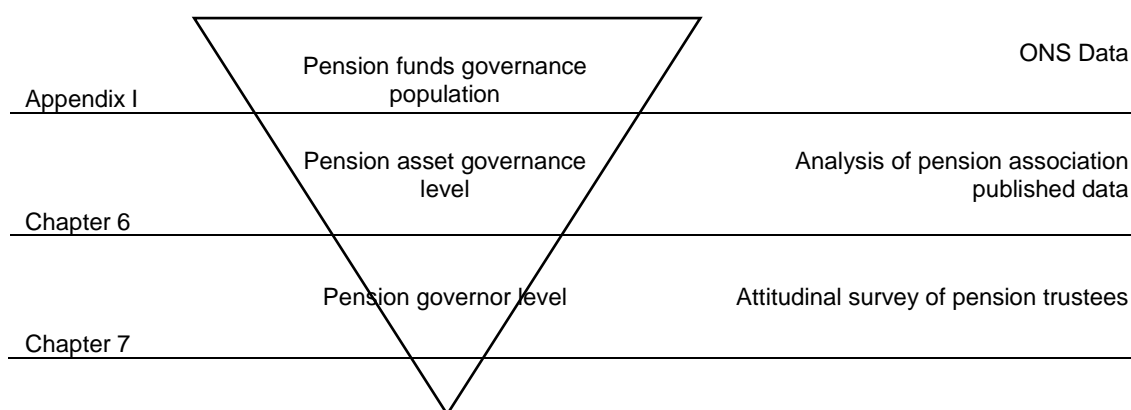 ONS Data
Pension funds governance
population
Appendix I
Pension asset governance
level
Analysis of pension association
published data
Chapter 6
Pension governor level
Attitudinal survey of pension trustees
Chapter 7